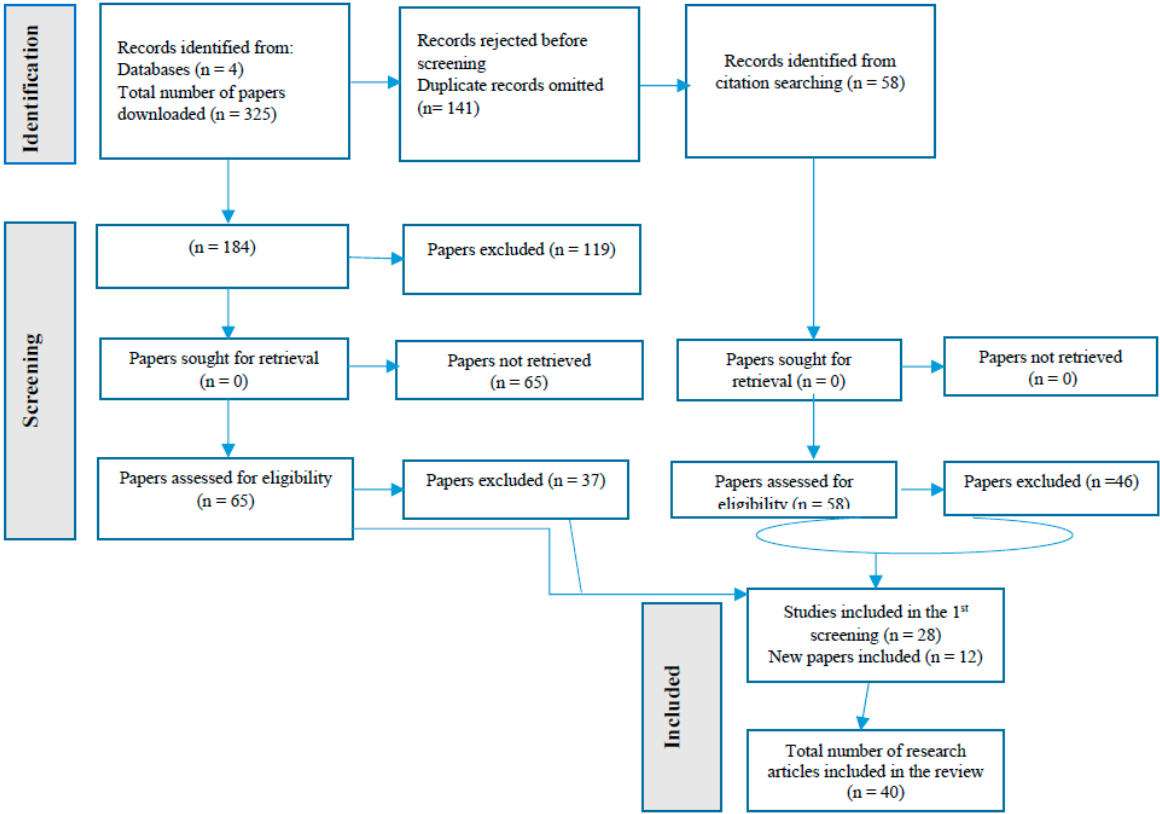 Identification
Records identified from:
Databases (n = 4)
Total number of papers
downloaded (n = 325)
Records rejected before
screening
Duplicate records omitted
(n= 141)
Records identified from
citation searching (n = 58)
Screening
(n = 184)
Papers excluded (n = 119)
Papers sought for retrieval
(n = 0)
Papers not retrieved
(n = 65)
Papers sought for
retrieval (n = 0)
Papers not retrieved
(n = 0)
Papers assessed for eligibility
(n = 65)
Papers excluded (n = 37)
Papers assessed for
eligibility (n = 58)
Papers excluded (n =46)
Included
Studies included in the 1st
screening (n = 28)
New papers included (n = 12)
Total number of research
articles included in the review
(n = 40)